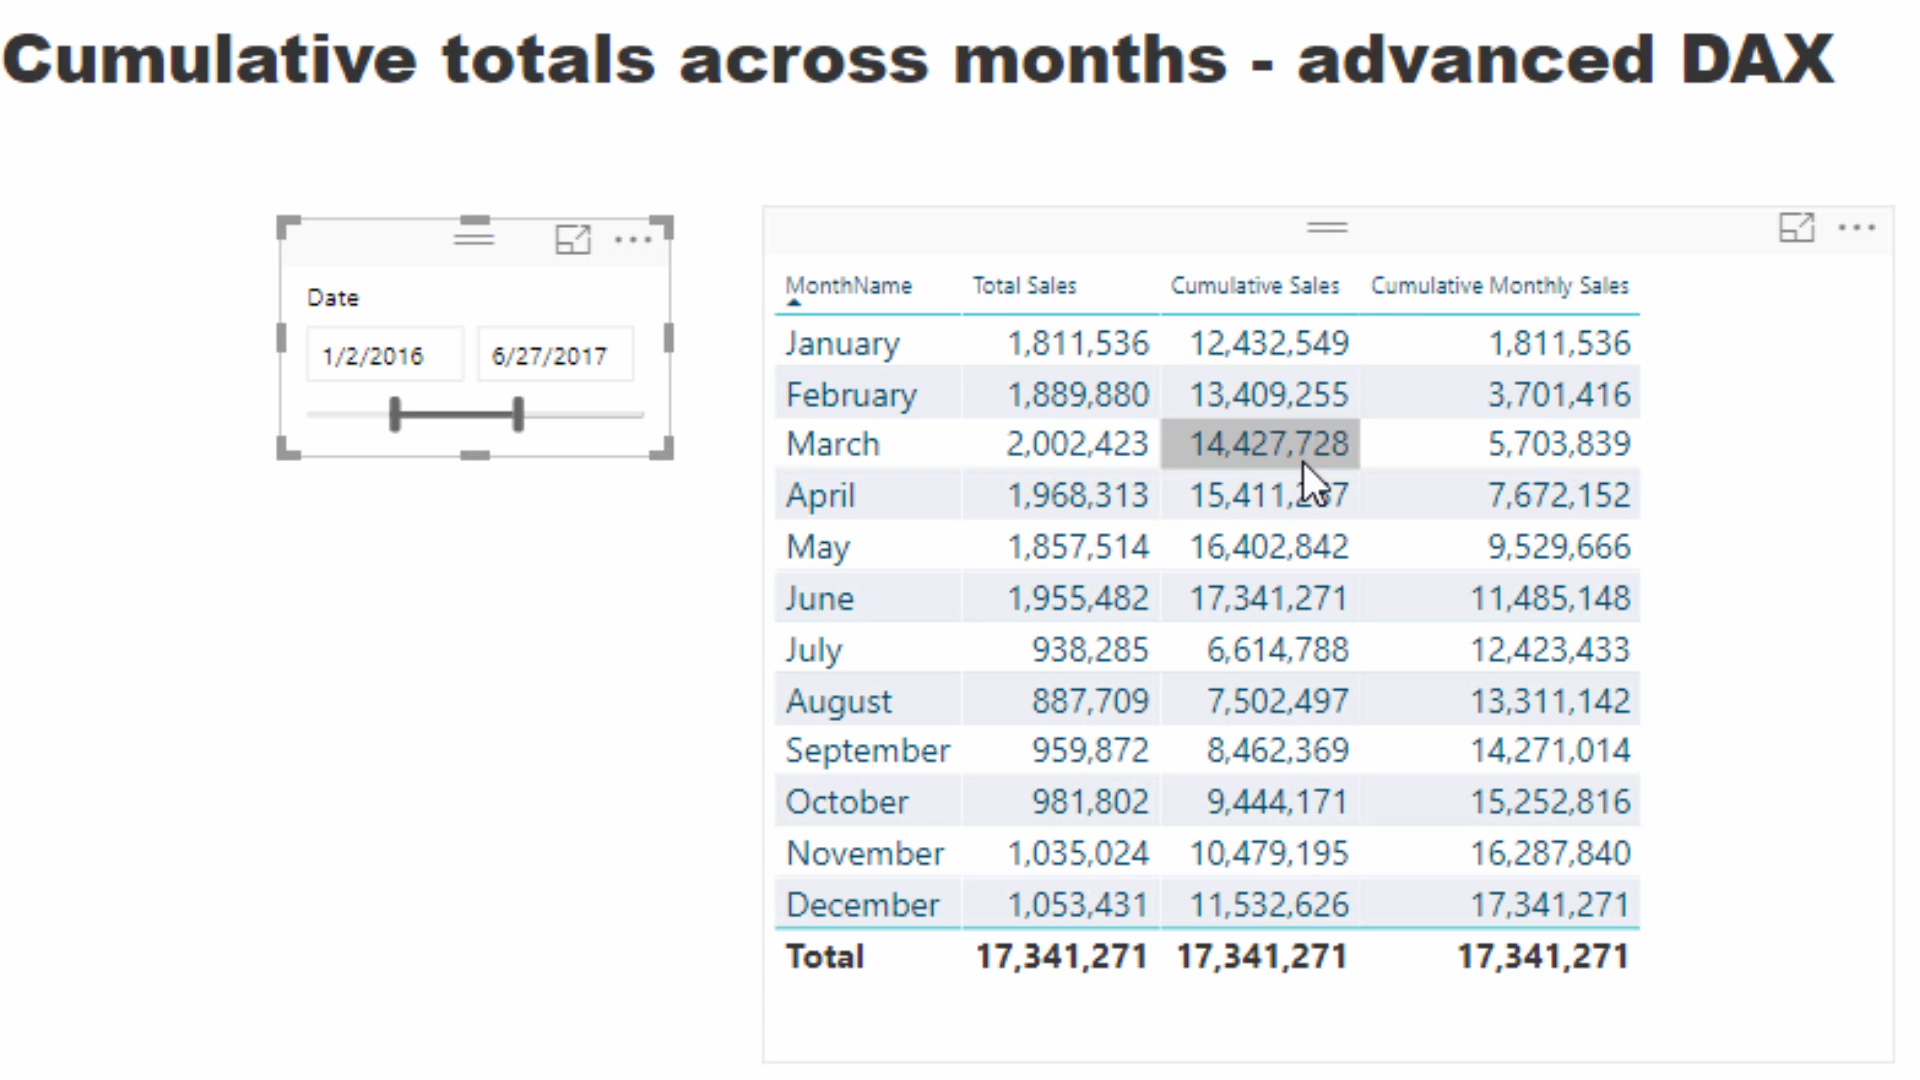 Cumulative totals across months - advanced DAX
Date
1/2/2016 6/27/2017
MonthName Total Sales Cumulative Sales Cumulative Monthly Sales
January 1,811,536 12,432,549 1,811,536
February 1,889,880 13,409,255 3,701,416
March 2,002,423 14,427,728 5,703,839
April 1,968,313 7,672,152
May 1,857,514 16,402,842 9,529,666
June 1,955,482 17,341,271 11,485,148
July 938,285 6,614,788 12,423,433
August 887,709 7,502,497 13,311,142
September 959,872 8,462,369 14,271,014
October 981,802 9,444,171 15,252,816
November 1,035,024 10,479,195 16,287,840
December 1,053,431 11,532,626 17,341,271
Total 17,341,271 17,341,271 17,341,271